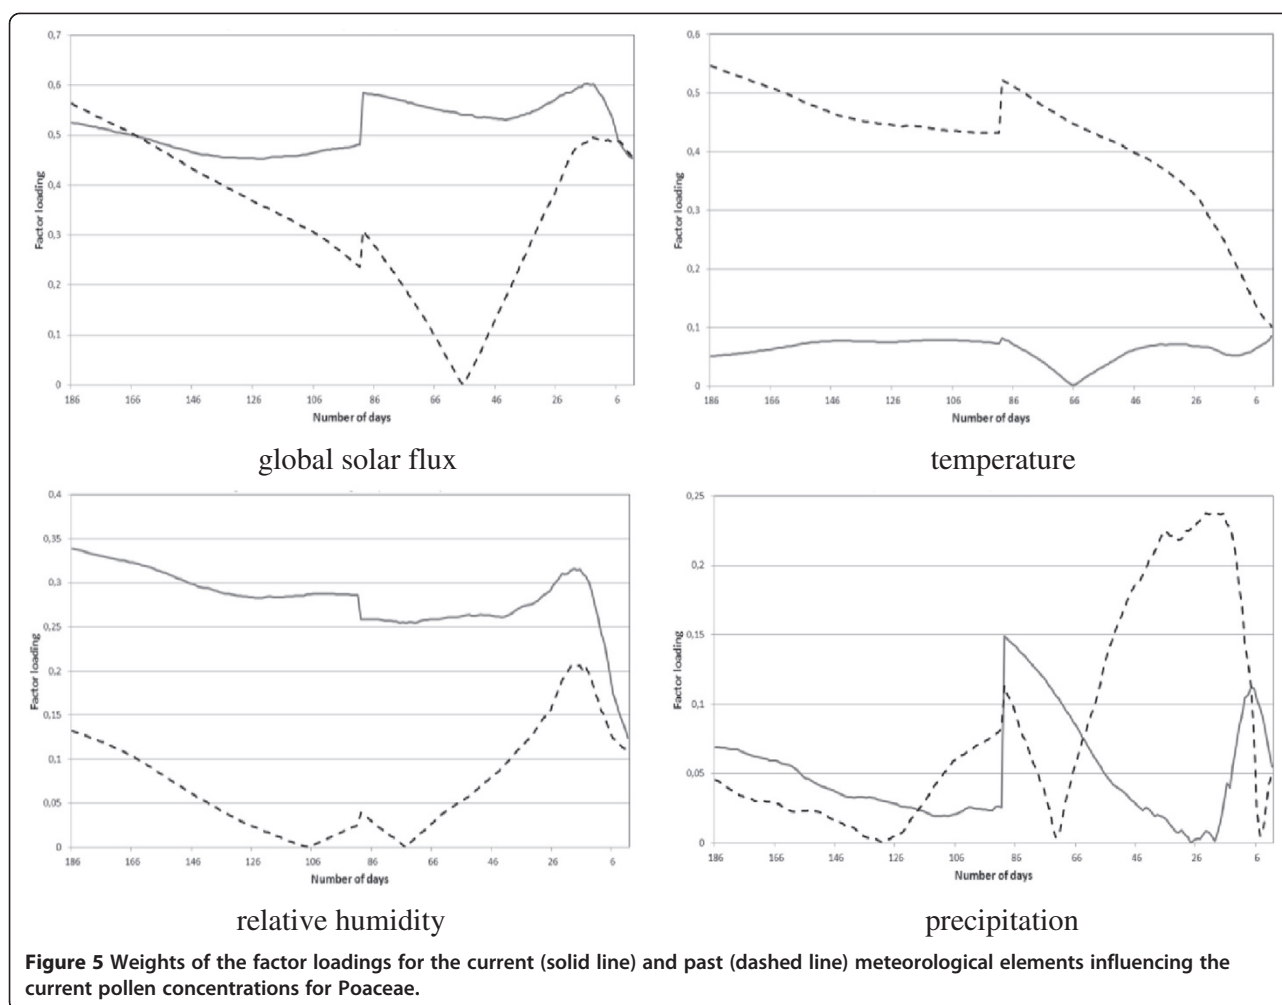 0,7
0,6
0,5
0,4
0,3
0,2
0,1
0
Factor loading
186 166 146 126 106 86 66 46 26 6
Number of days
global solar flux
0,6
0,5
0,4
0,3
0,2
0,1
0
Factor loading
186 166 146 126 106 86 66 46 26 6
Number of days
temperature
0,4
0,35
0,3
0,25
0,2
0,15
0,1
0,05
0
Factor loading
186 166 146 126 106 86 66 46 26 6
Number of days
relative humidity
0,25
0,2
0,15
0,1
0,05
0
Factor loading
186 166 146 126 106 86 66 46 26 6
Number of days
precipitation
Figure 5 Weights of the factor loadings for the current (solid line) and past (dashed line) meteorological elements influencing the
current pollen concentrations for Poaceae.